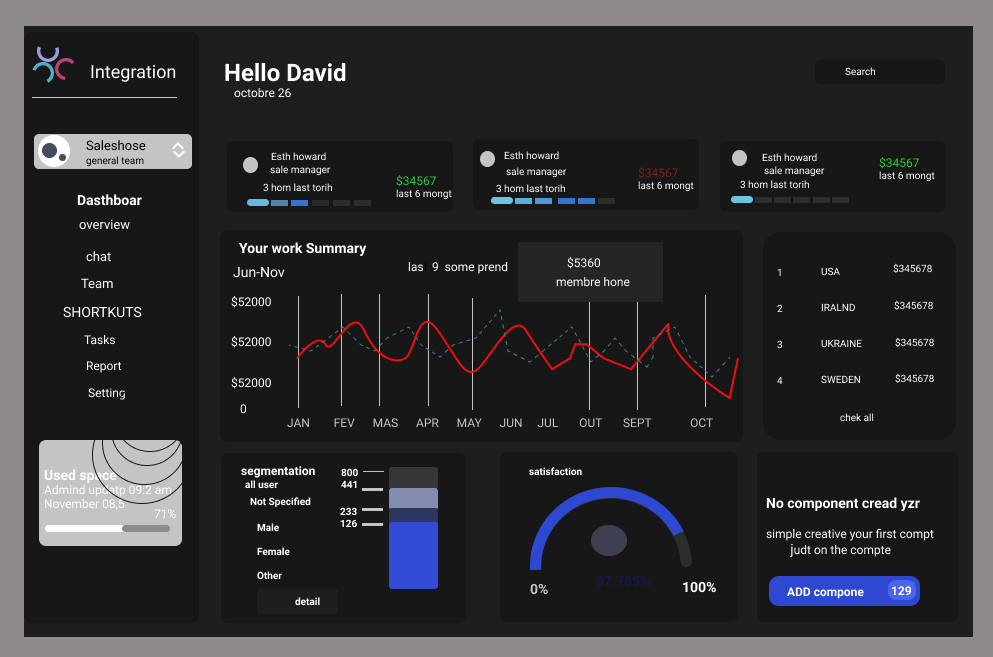 Integration
Hello David
octobre 26
Search
Saleshose
general team
Dasthboar
overview
chat
Team
SHORTKUTS
Tasks
Report
Setting
Used space
Admind updatp 09:2 am
November 08,5
71%
Esth howard
sale manager
3 hom last torih
$34567
last 6 mongt
Esth howard
sale manager
3 hom last torih
$34567
last 6 mongt
Esth howard
sale manager
3 hom last torih
$34567
last 6 mongt
Your work Summary
Jun-Nov
las 9 some prend
$5360
membre hone
$52000
$52000
$52000
0
JAN FEV MAS APR MAY JUN JUL OUT SEPT OCT
1 USA $345678
2 IRALND $345678
3 UKRAINE $345678
4 SWEDEN $345678
chek all
segmentation
all user
Not Specified
Male
Female
Other
detail
800
441
233
126
satisfaction
97.765%
0%
100%
No component cread yzr
simple creative your first compt
judt on the compte
ADD compone 129